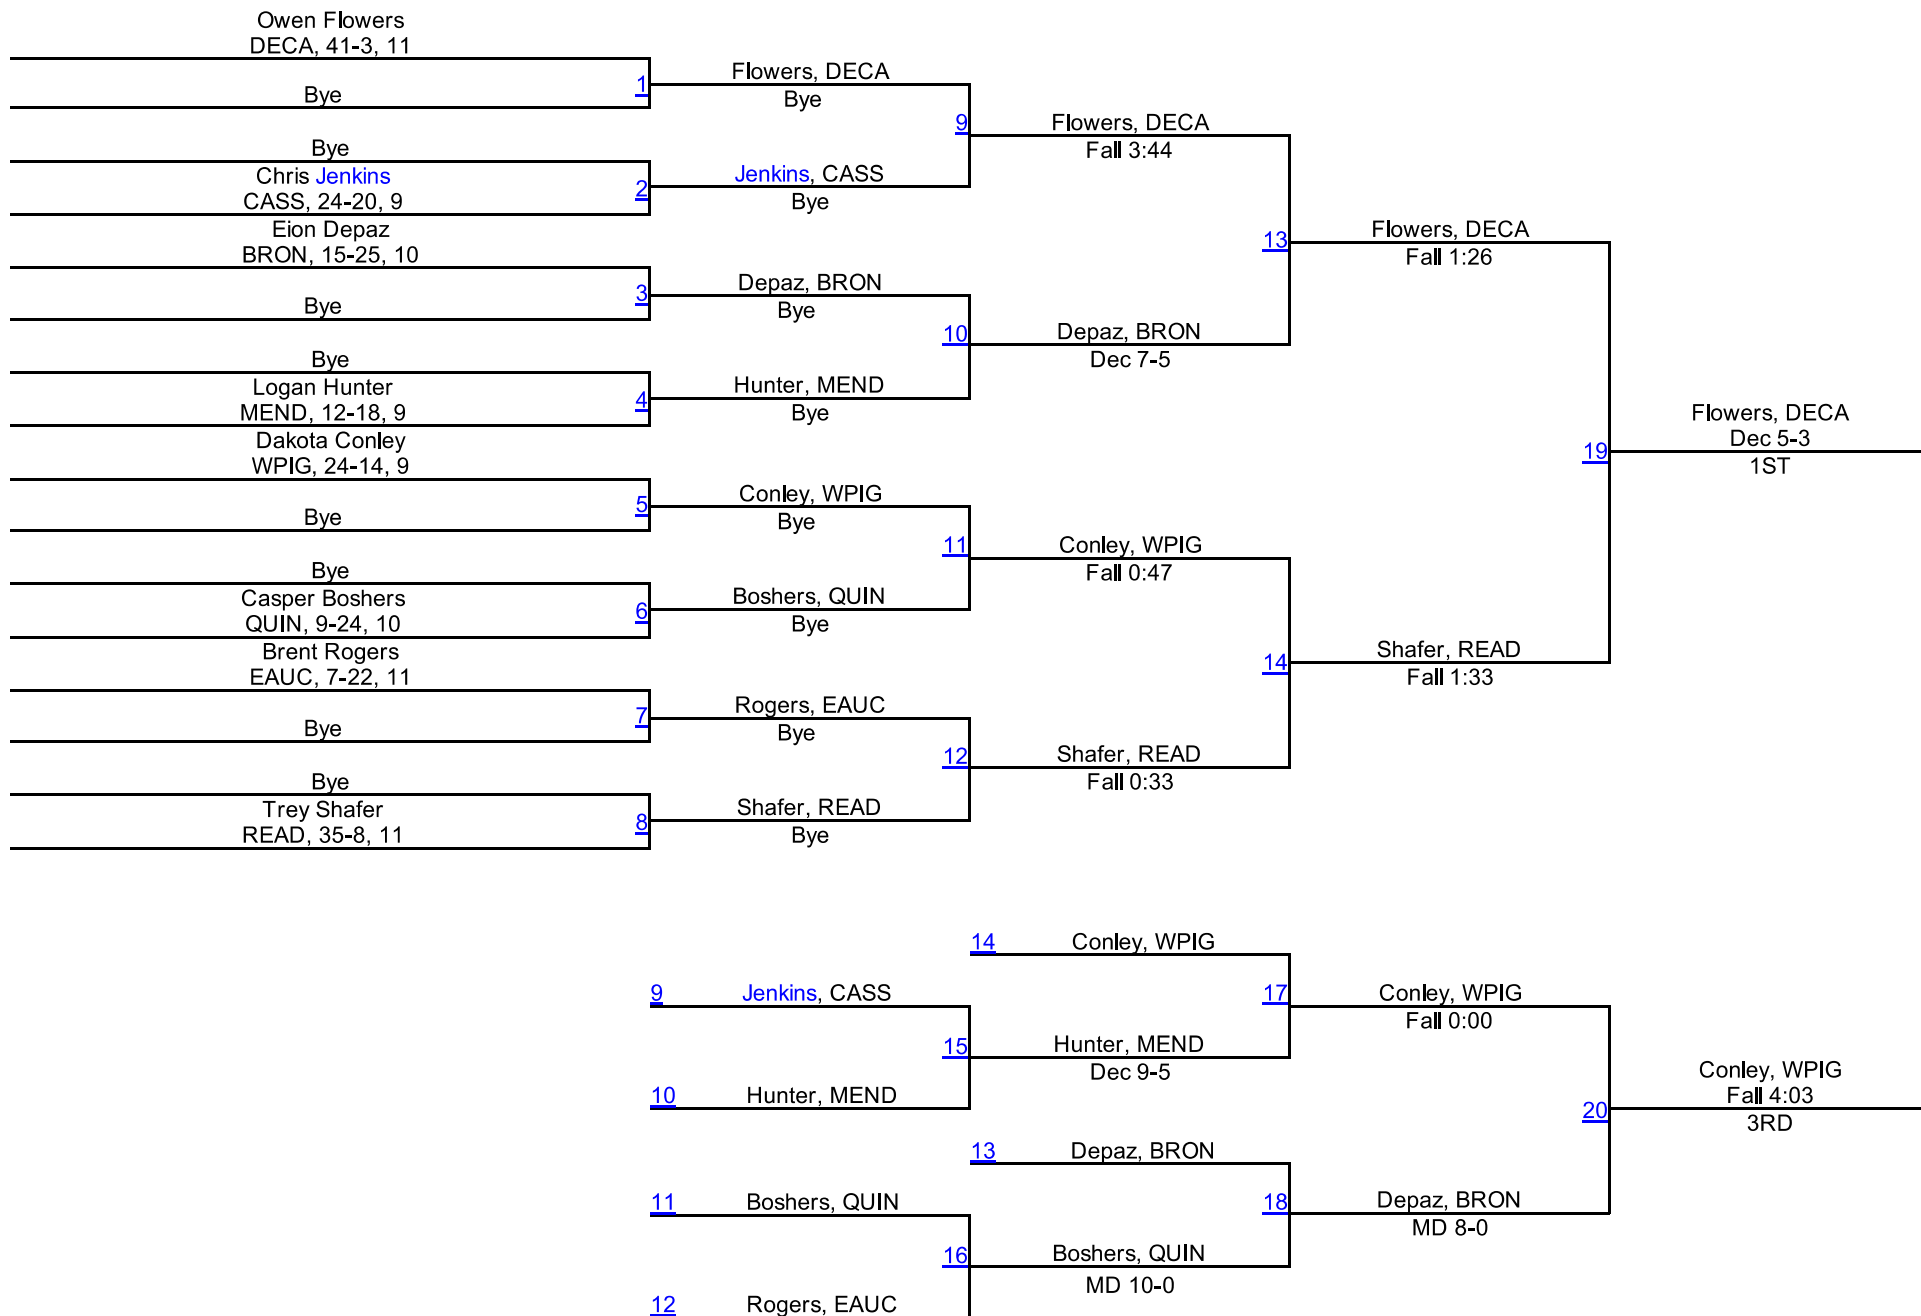 Owen Flowers
DECA, 41-3, 11
1
Bye
Flowers, DECA
Bye
9
Bye
Chris Jenkins
CASS, 24-20, 9
2
Jenkins, CASS
Bye
Flowers, DECA
Fall 3:44
13
Eion Depaz
BRON, 15-25, 10
3
Bye
Depaz, BRON
Bye
10
Bye
Logan Hunter
MEND, 12-18, 9
4
Hunter, MEND
Bye
Depaz, BRON
Dec 7-5
Flowers, DECA
Fall 1:26
19
Dakota Conley
WPIG, 24-14, 9
5
Bye
Conley, WPIG
Bye
11
Bye
Casper Boshers
QUIN, 9-24, 10
6
Boshers, QUIN
Bye
Conley, WPIG
Fall 0:47
14
Brent Rogers
EAUC, 7-22, 11
7
Bye
Rogers, EAUC
Bye
12
Bye
Trey Shafer
READ, 35-8, 11
8
Shafer, READ
Bye
Shafer, READ
Fall 0:33
Shafer, READ
Fall 1:33
Flowers, DECA
Dec 5-3
1ST
14
Conley, WPIG
9
Jenkins, CASS
17
15
Hunter, MEND
Dec 9-5
10
Hunter, MEND
Conley, WPIG
Fall 0:00
20
13
Depaz, BRON
11
Boshers, QUIN
18
16
Boshers, QUIN
MD 10-0
12
Rogers, EAUC
Depaz, BRON
MD 8-0
Conley, WPIG
Fall 4:03
3RD